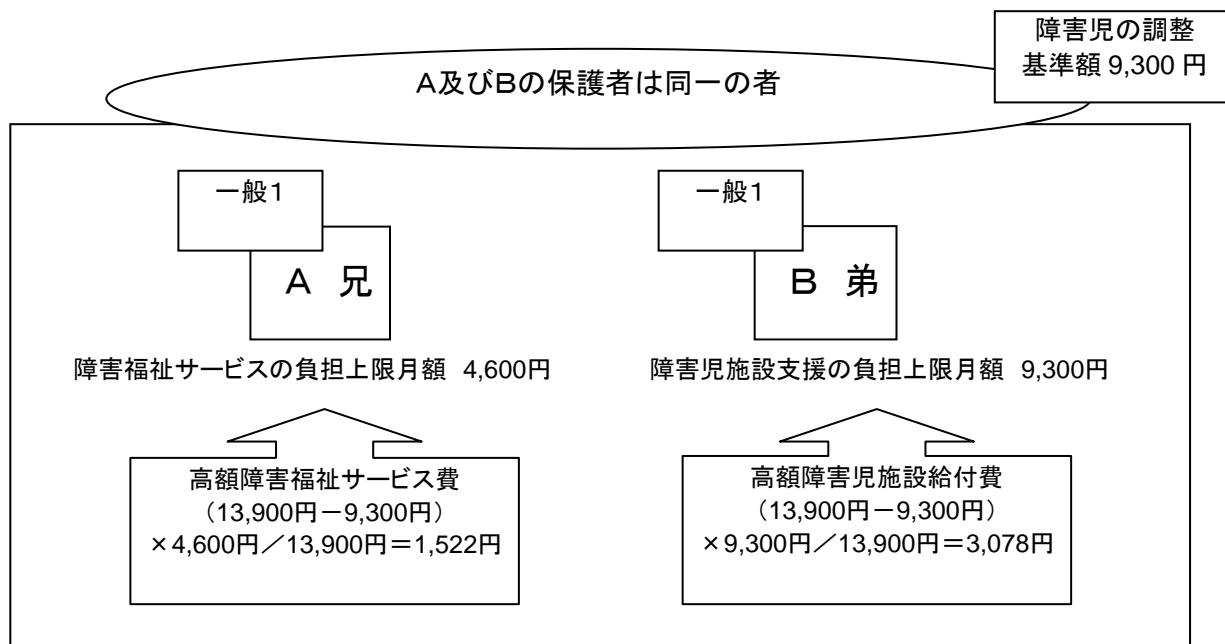 障害児の調整
基準額 9,300 円
A及びBの保護者は同一の者
一般1
A 兄
障害福祉サービスの負担上限月額 4,600円
高額障害福祉サービス費
(13,900円-9,300円)
×4,600円/13,900円=1,522円
一般1
B 弟
障害児施設支援の負担上限月額 9,300円
高額障害児施設給付費
(13,900円-9,300円)
×9,300円/13,900円=3,078円